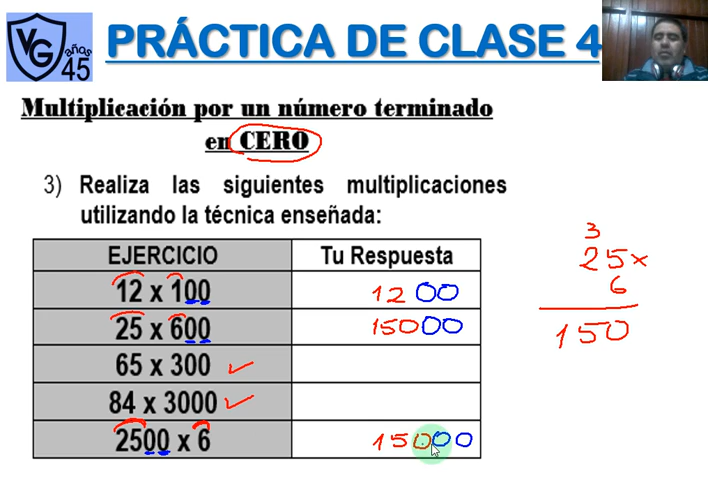 VG
años
45
PRÁCTICA DE CLASE 4
Multiplicación por un número terminado
en CERO
3) Realiza las siguientes multiplicaciones
utilizando la técnica enseñada:
EJERCICIO Tu Respuesta
12 x 100 1200
25 x 600 15000
65 x 300
84 x 3000
2500 x 6 15000
3
25 x
6
150